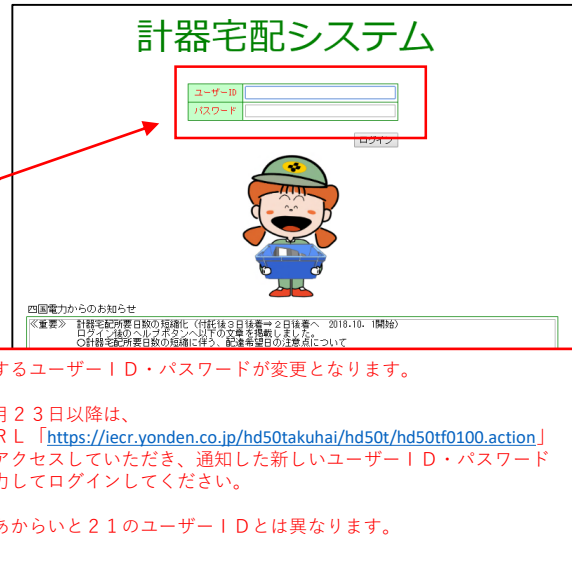 計器宅配システム
ユーザーID
パスワード
ログイン
四国電力からのお知らせ
≪重要≫ 計器宅配所要日数の短縮化（付託後３日後着⇒２日後着へ 2018.10. 1開始）
ログイン後のヘルプボタンへ以下の文章を掲載しました。
○計器宅配所要日数の短縮に伴う、配達希望日の注意点について
するユーザーＩＤ・パスワードが変更となります。
月２３日以降は、
ＲＬ「https://iecr.yonden.co.jp/hd50takuhai/hd50t/hd50tf0100.action」
アクセスしていただき、通知した新しいユーザーＩＤ・パスワード
力してログインしてください。
あからいと２１のユーザーＩＤとは異なります。